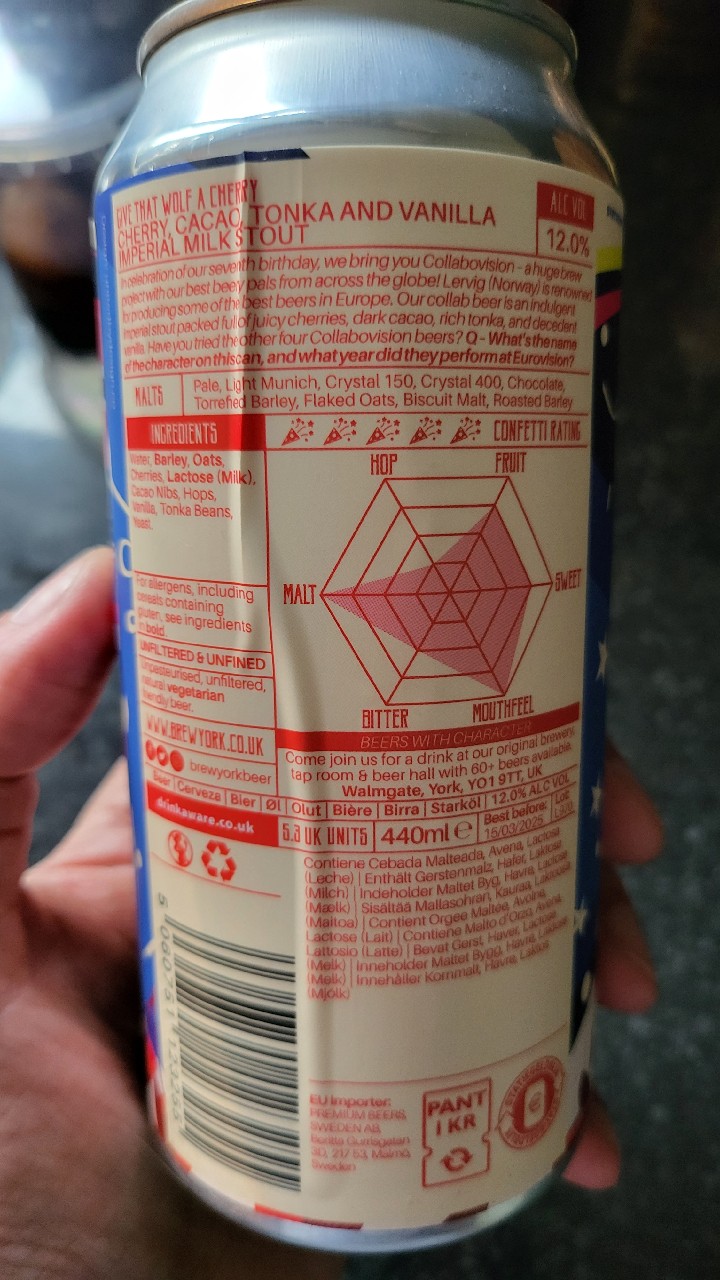 GIVE THAT WOLF A CHERRY
CHERRY, CACAO, TONKA AND VANILLA
IMPERIAL MILK STOUT
ALC VOL
12.0%
In celebration of our seventh birthday, we bring you Collabovision - a huge brew
project with our best beery pals from across the globe! Lervig (Norway) is renowned
for producing some of the best beers in Europe. Our collab beer is an indulgent
imperial stout packed full of juicy cherries, dark cacao, rich tonka, and decedent
vanilla. Have you tried the other four Collabovision beers? Q - What's the name
of the character on this can, and what year did they perform at Eurovision?
MALTS
Pale, Light Munich, Crystal 150, Crystal 400, Chocolate,
Torrefied Barley, Flaked Oats, Biscuit Malt, Roasted Barley
INGREDIENTS
CONFETTI RATING
Water, Barley, Oats,
Cherries, Lactose (Milk),
Cacao Nibs, Hops,
Vanilla, Tonka Beans,
Yeast.
HOP
FRUIT
MALT
SWEET
BITTER
MOUTHFEEL
For allergens, including
cereals containing
gluten, see ingredients
in bold
UNFILTERED & UNFINED
Unpasteurised, unfiltered,
natural vegetarian
friendly beer.
WWW.BREWYORK.CO.UK
brewyorkbeer
BEERS WITH CHARACTER
Come join us for a drink at our original brewery,
tap room & beer hall with 60+ beers available.
Walmgate, York, YO1 9TT, UK
Beer | Cerveza | Bier | Øl | Olut | Bière | Birra | Starköl | 12.0% ALC VOL
drinkaware.co.uk
5.3 UK UNITS
440ml e
Best before:
15/03/2025
Lot:
Contiene Cebada Malteada, Avena, Lactosa
(Leche) | Enthält Gerstenmalz, Hafer, Laktose
(Milch) | Indeholder Maltet Byg, Havre, Lactose
(Mælk) | Sisältää Mallasohran, Kauraa, Laktoosia
(Maitoa) | Contient Orgee Maltée, Avoine,
Lactose (Lait) | Contiene Malto d'Orzo, Avena,
Lattosio (Latte) | Bevat Gerst, Haver, Lactose
(Melk) | Inneholder Maltet Bygg, Havre, Laktose
(Melk) | Innehåller Kornmalt, Havre, Laktos
(Mjölk)
EU Importer:
PREMIUM BEERS
SWEDEN AB,
3D, 217 53, Malmö,
Sweden
PANT
1 KR